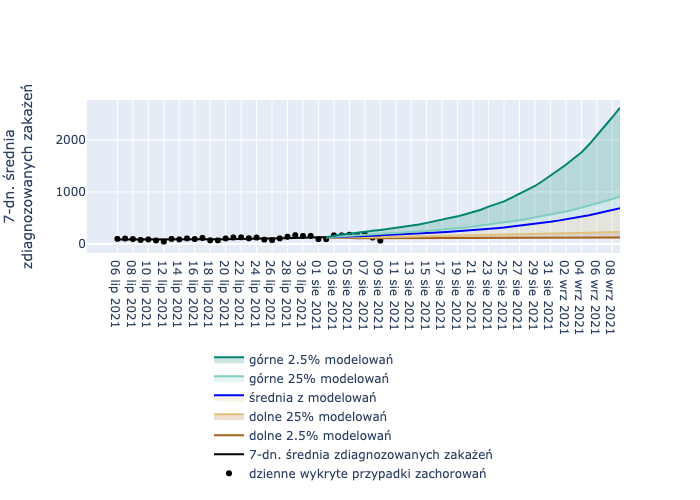 7-dn. średnia
zdiagnozowanych zakażeń
2000
1000
0
06 lip 2021
08 lip 2021
10 lip 2021
12 lip 2021
14 lip 2021
16 lip 2021
18 lip 2021
20 lip 2021
22 lip 2021
24 lip 2021
26 lip 2021
28 lip 2021
30 lip 2021
01 sie 2021
03 sie 2021
05 sie 2021
07 sie 2021
09 sie 2021
11 sie 2021
13 sie 2021
15 sie 2021
17 sie 2021
19 sie 2021
21 sie 2021
23 sie 2021
25 sie 2021
27 sie 2021
29 sie 2021
31 sie 2021
02 wrz 2021
04 wrz 2021
06 wrz 2021
08 wrz 2021
górne 2.5% modelowań
górne 25% modelowań
średnia z modelowań
dolne 25% modelowań
dolne 2.5% modelowań
7-dn. średnia zdiagnozowanych zakażeń
dzienne wykryte przypadki zachorowań